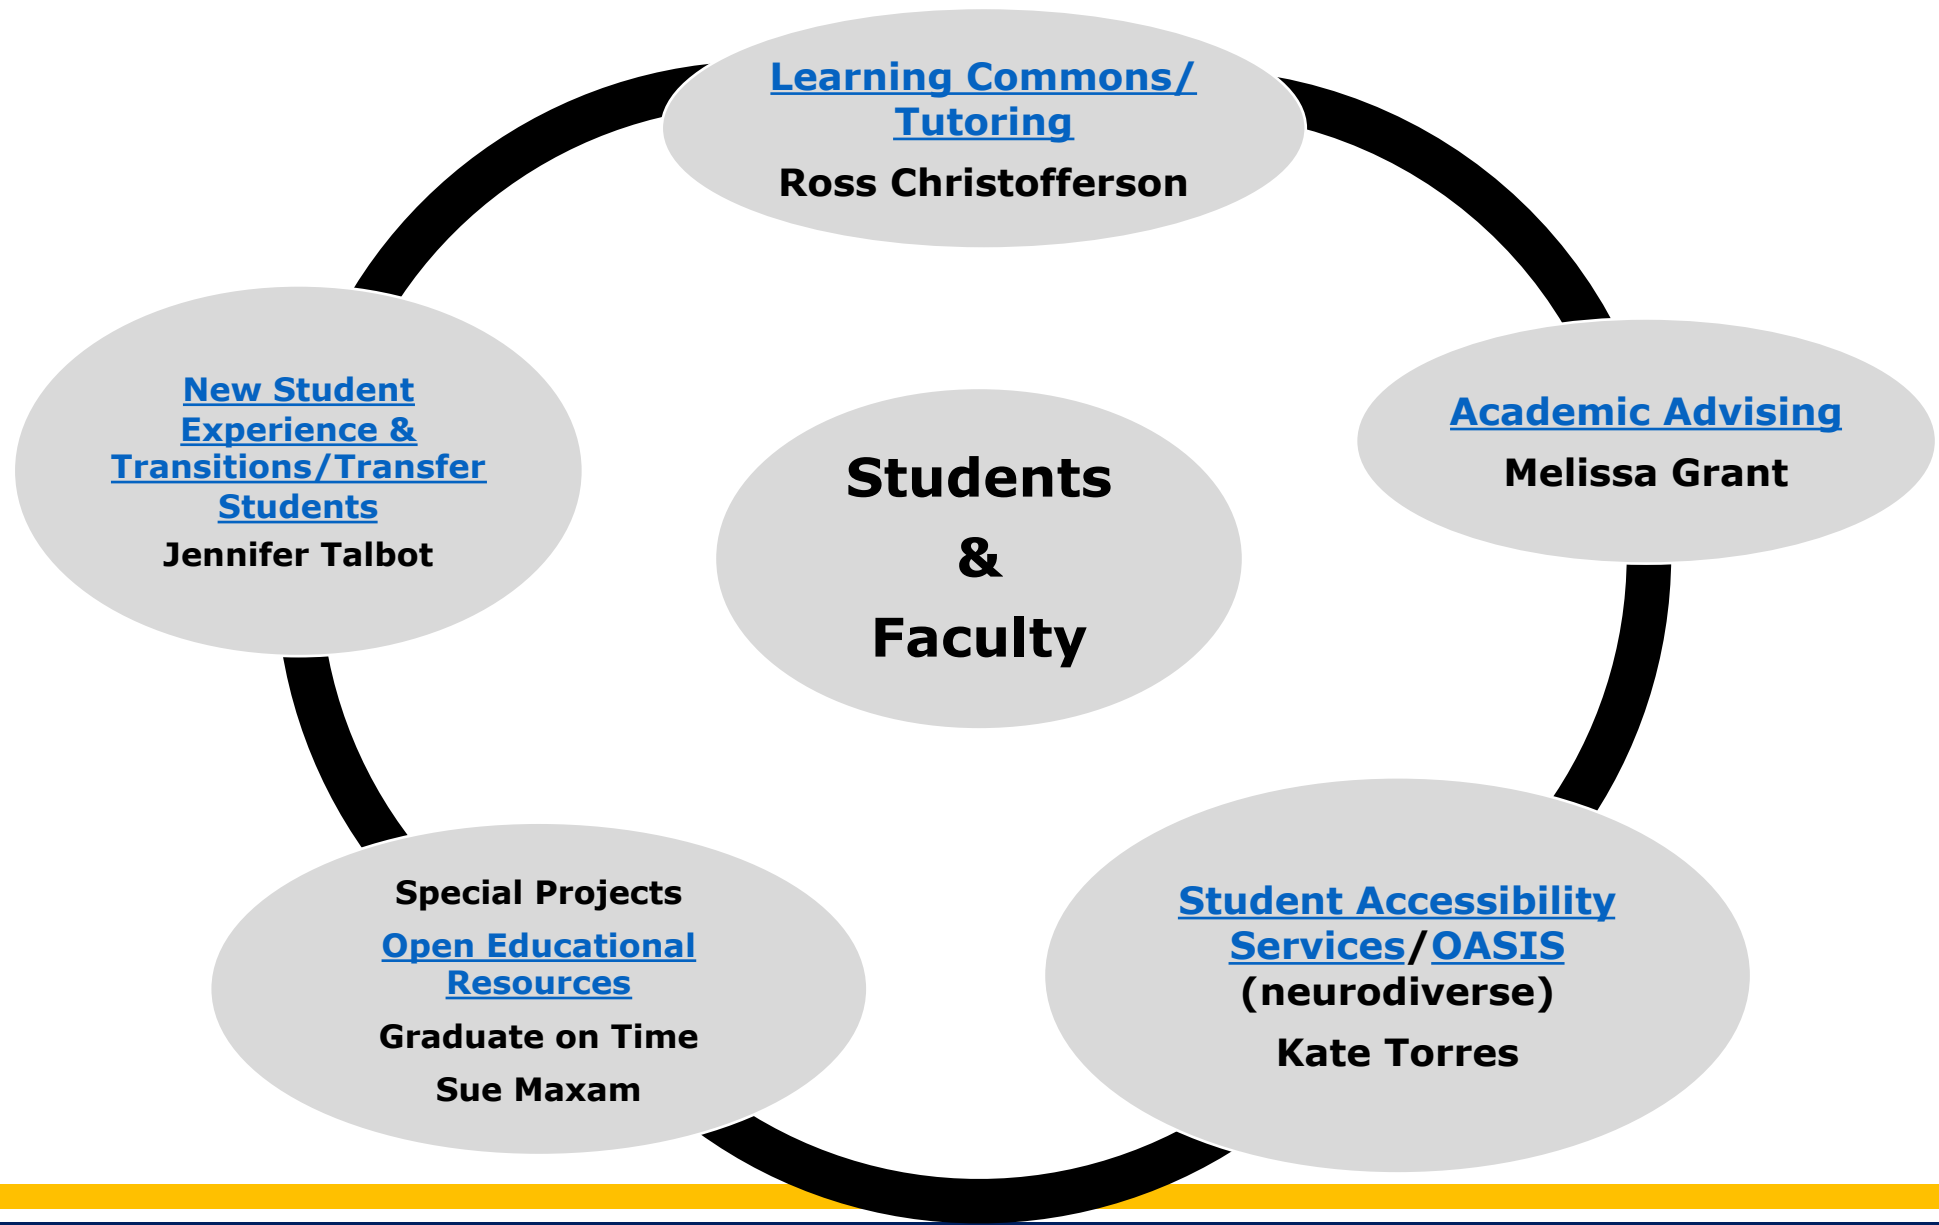 Learning Commons/
Tutoring
Ross Christofferson
New Student
Experience &
Transitions/Transfer
Students
Jennifer Talbot
Academic Advising
Melissa Grant
Students
&
Faculty
Special Projects
Open Educational
Resources
Graduate on Time
Sue Maxam
Student Accessibility
Services/OASIS
(neurodiverse)
Kate Torres